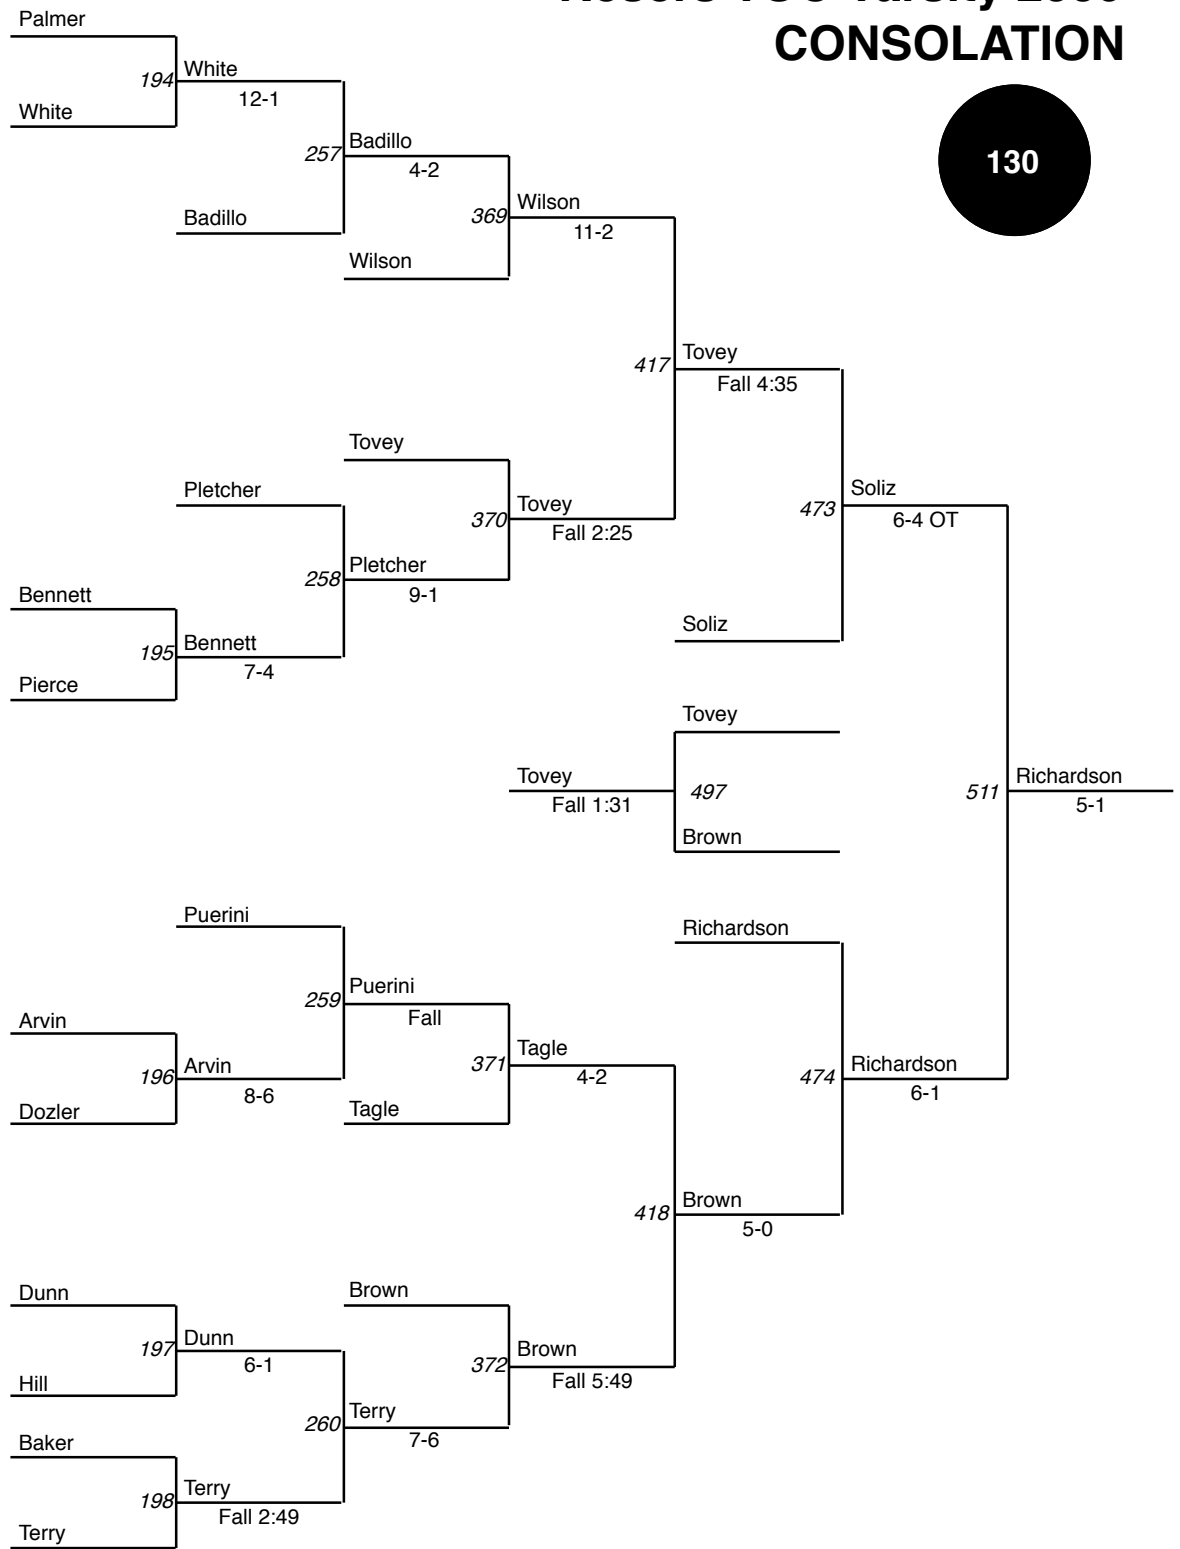 CONSOLATION
130
Palmer
194
White
12-1
White
257
Badillo
4-2
Badillo
369
Wilson
11-2
Wilson
417
Tovey
Fall 4:35
Tovey
Pletcher
370
Tovey
Fall 2:25
473
Soliz
6-4 OT
258
Pletcher
9-1
Bennett
195
Bennett
7-4
Pierce
Soliz
Tovey
Tovey
Fall 1:31
497
Brown
511
Richardson
5-1
Puerini
Richardson
259
Puerini
Fall
Arvin
196
Arvin
8-6
Dozler
371
Tagle
4-2
Tagle
474
Richardson
6-1
418
Brown
5-0
Dunn
197
Dunn
6-1
Hill
Brown
372
Brown
Fall 5:49
260
Terry
7-6
Baker
198
Terry
Fall 2:49
Terry